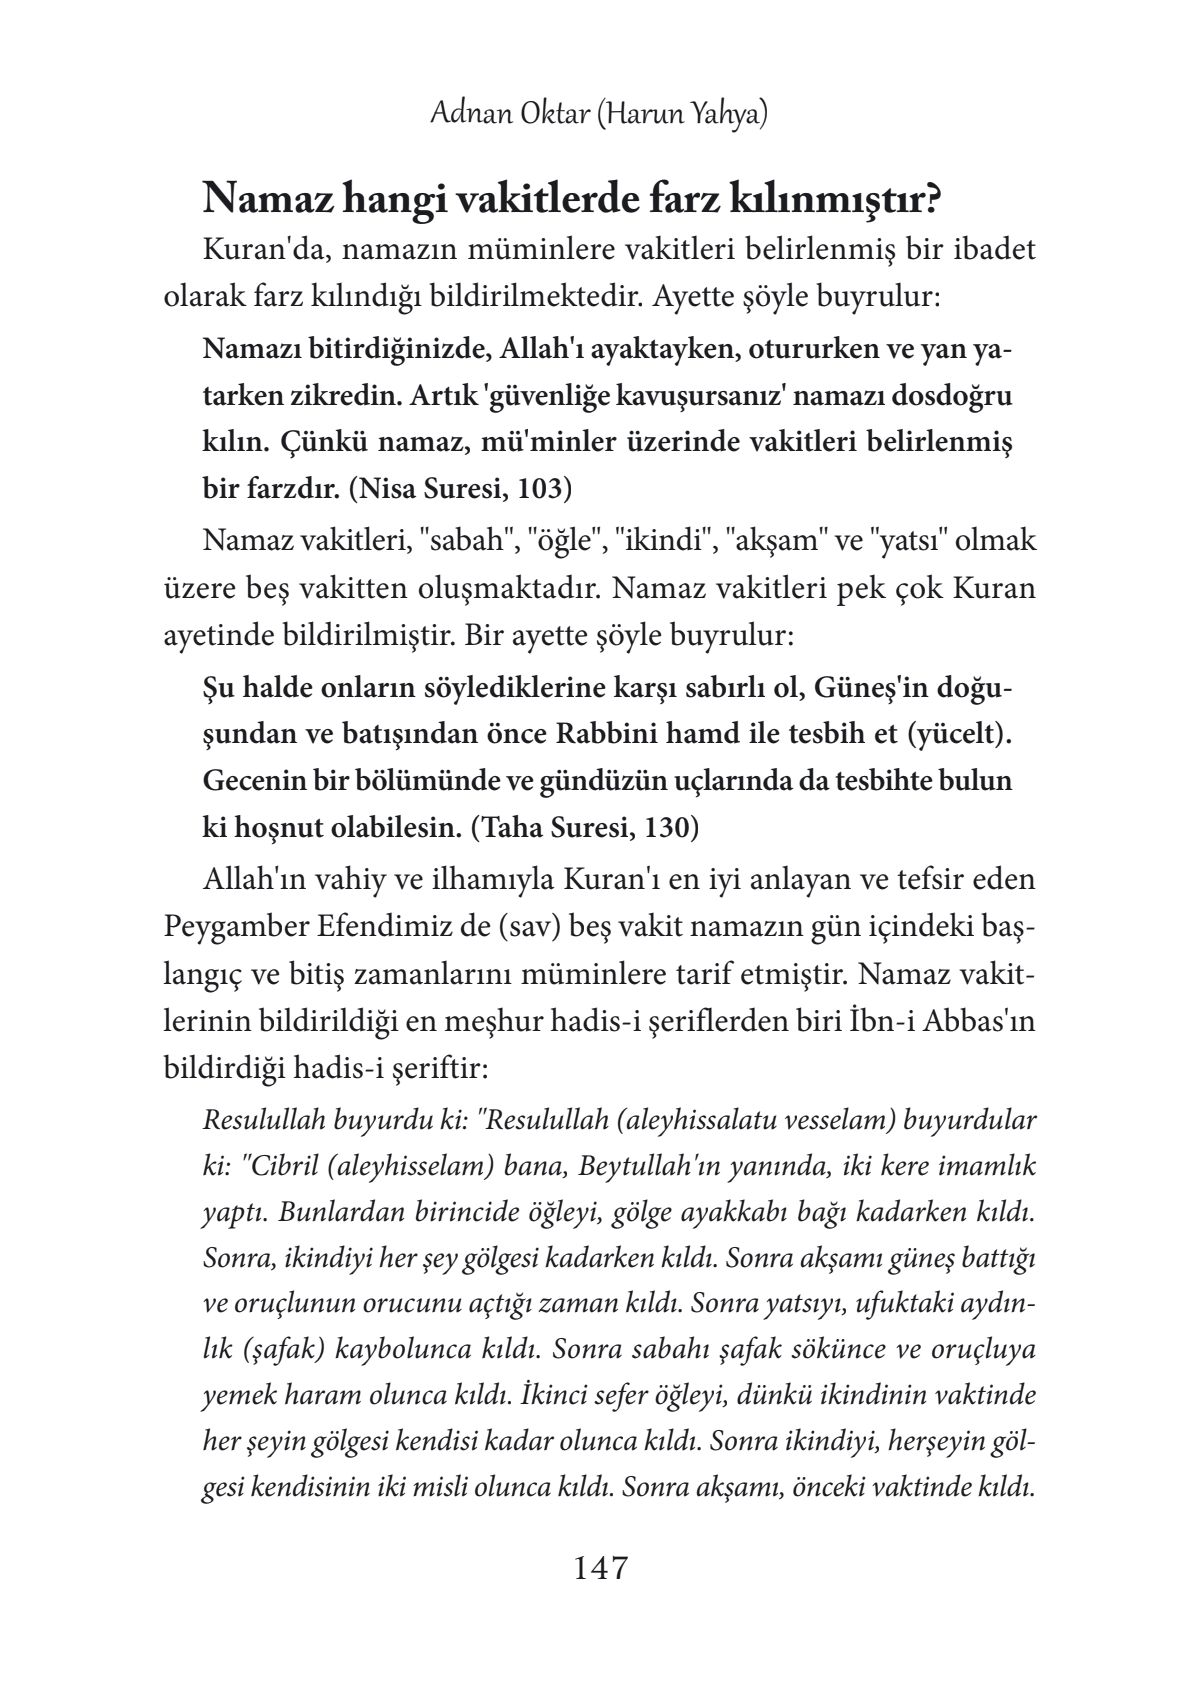 Adnan Oktar (Harun Yahya)
Namaz hangi vakitlerde farz kılınmıştır?
Kuran'da, namazın müminlere vakitleri belirlenmiş bir ibadet
olarak farz kılındığı bildirilmektedir. Ayette şöyle buyrulur:
Namazı bitirdiğinizde, Allah'ı ayaktayken, otururken ve yan ya-
tarken zikredin. Artık 'güvenliğe kavuşursanız' namazı dosdoğru
kılın. Çünkü namaz, mü'minler üzerinde vakitleri belirlenmiş
bir farzdır. (Nisa Suresi, 103)
Namaz vakitleri, "sabah", "öğle", "ikindi", "akşam" ve "yatsı" olmak
üzere beş vakitten oluşmaktadır. Namaz vakitleri pek çok Kuran
ayetinde bildirilmiştir. Bir ayette şöyle buyrulur:
Şu halde onların söylediklerine karşı sabırlı ol, Güneş'in doğu-
şundan ve batışından önce Rabbini hamd ile tesbih et (yücelt).
Gecenin bir bölümünde ve gündüzün uçlarında da tesbihte bulun
ki hoşnut olabilesin. (Taha Suresi, 130)
Allah'ın vahiy ve ilhamıyla Kuran'ı en iyi anlayan ve tefsir eden
Peygamber Efendimiz de (sav) beş vakit namazın gün içindeki baş-
langıç ve bitiş zamanlarını müminlere tarif etmiştir. Namaz vakit-
lerinin bildirildiği en meşhur hadis-i şeriflerden biri İbn-i Abbas'ın
bildirdiği hadis-i şeriftir:
Resulullah buyurdu ki: "Resulullah (aleyhissalatu vesselam) buyurdular
ki: "Cibril (aleyhisselam) bana, Beytullah'ın yanında, iki kere imamlık
yaptı. Bunlardan birincide öğleyi, gölge ayakkabı bağı kadarken kıldı.
Sonra, ikindiyi her şey gölgesi kadarken kıldı. Sonra akşamı güneş battığı
ve oruçlunun orucunu açtığı zaman kıldı. Sonra yatsıyı, ufuktaki aydın-
lık (şafak) kaybolunca kıldı. Sonra sabahı şafak sökünce ve oruçluya
yemek haram olunca kıldı. İkinci sefer öğleyi, dünkü ikindinin vaktinde
her şeyin gölgesi kendisi kadar olunca kıldı. Sonra ikindiyi, herşeyin göl-
gesi kendisinin iki misli olunca kıldı. Sonra akşamı, önceki vaktinde kıldı.
147